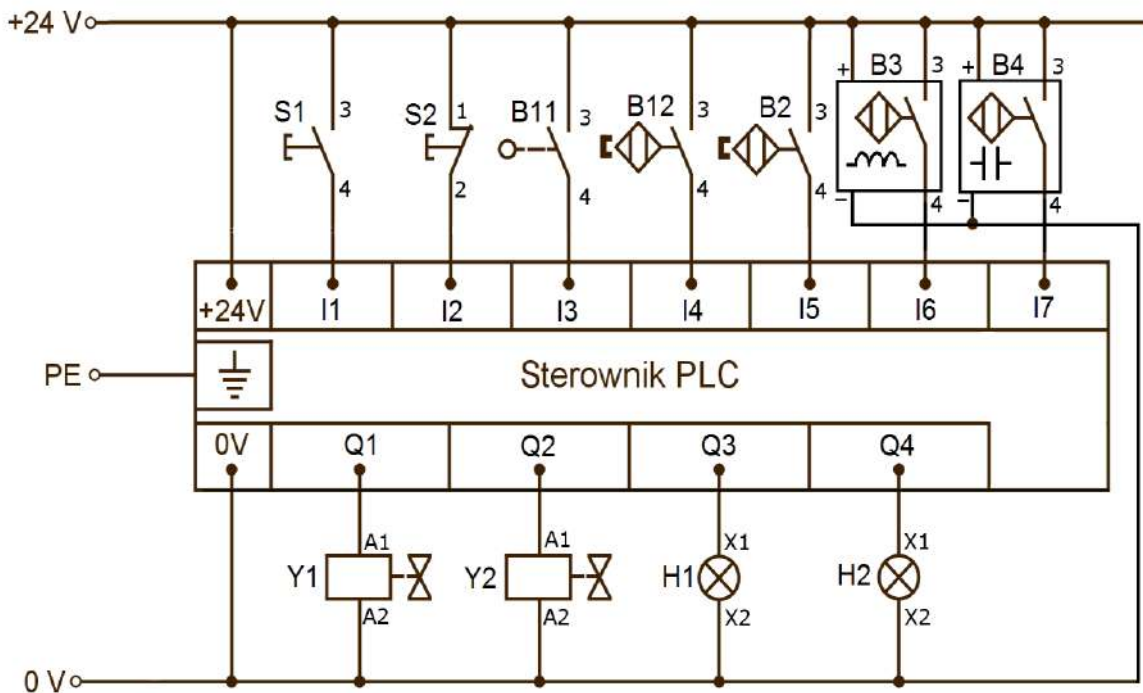 +24 V
+ B3 3 + B4 3
S1 3 S2 1 B11 3 B12 3 B2 3
4 2 4 4 4 − 4 − 4
+24V I1 I2 I3 I4 I5 I6 I7
PE Sterownik PLC
0V Q1 Q2 Q3 Q4
A1 A1 X1 X1
Y1 Y2 H1 H2
A2 A2 X2 X2
0 V